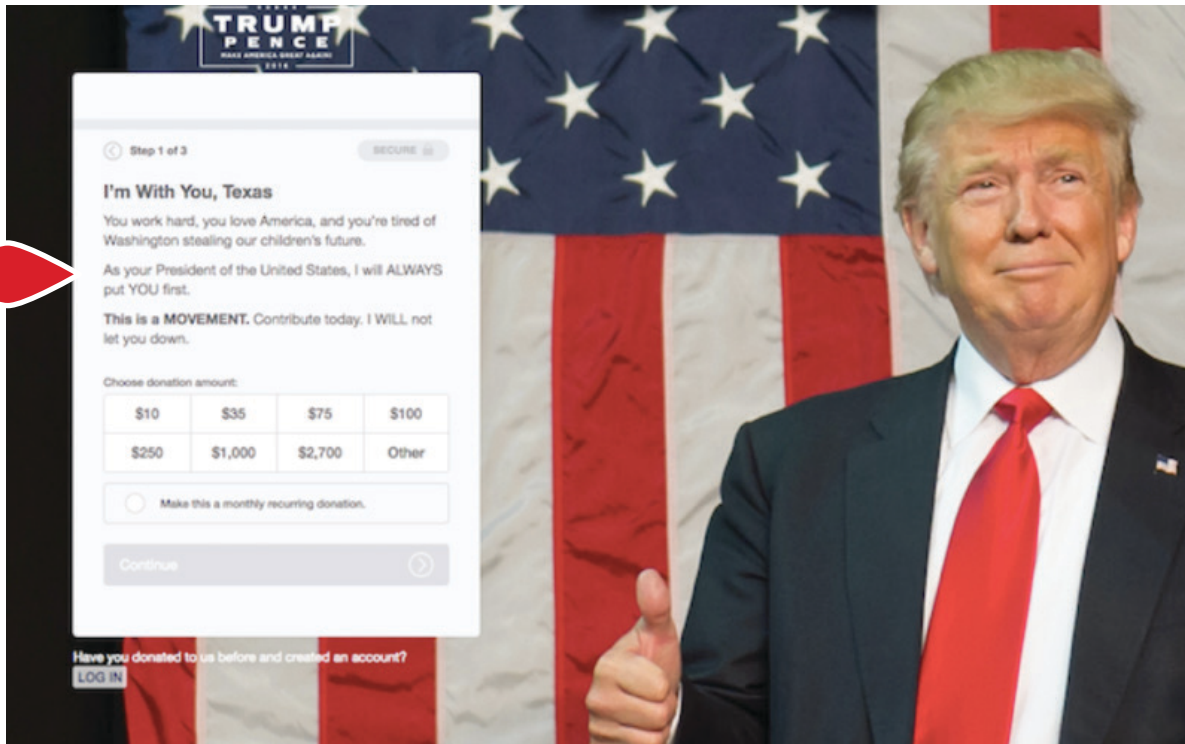 TRUMP
PENCE
MAKE AMERICA GREAT AGAIN!
2016
Step 1 of 3
SECURE
I'm With You, Texas
You work hard, you love America, and you're tired of
Washington stealing our children's future.
As your President of the United States, I will ALWAYS
put YOU first.
This is a MOVEMENT. Contribute today. I WILL not
let you down.
Choose donation amount:
$10 $35 $75 $100
$250 $1,000 $2,700 Other
Make this a monthly recurring donation.
Continue
Have you donated to us before and created an account?
LOG IN